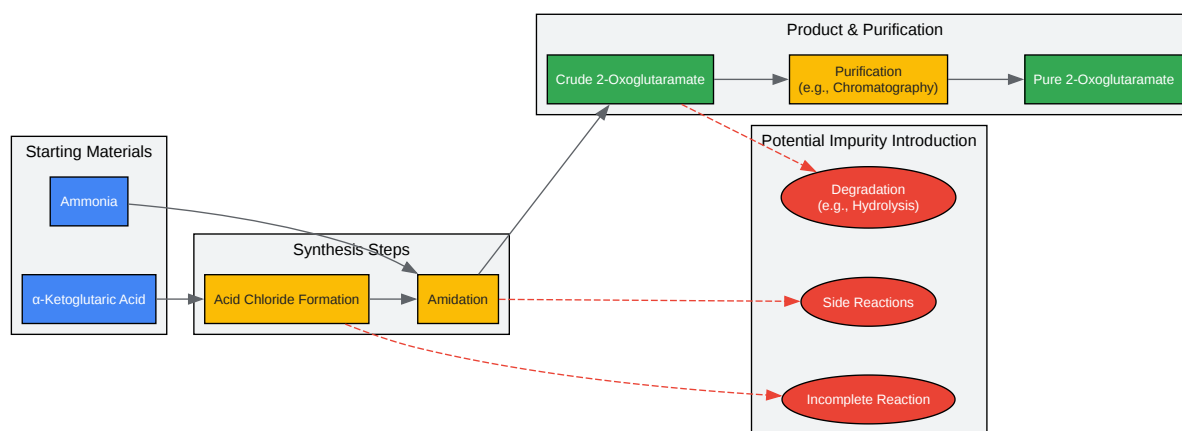 Product & Purification
Crude 2-Oxoglutaramate
Purification
(e.g., Chromatography)
Pure 2-Oxoglutaramate
Starting Materials
Ammonia
α-Ketoglutaric Acid
Synthesis Steps
Acid Chloride Formation
Amidation
Potential Impurity Introduction
Degradation
(e.g., Hydrolysis)
Side Reactions
Incomplete Reaction